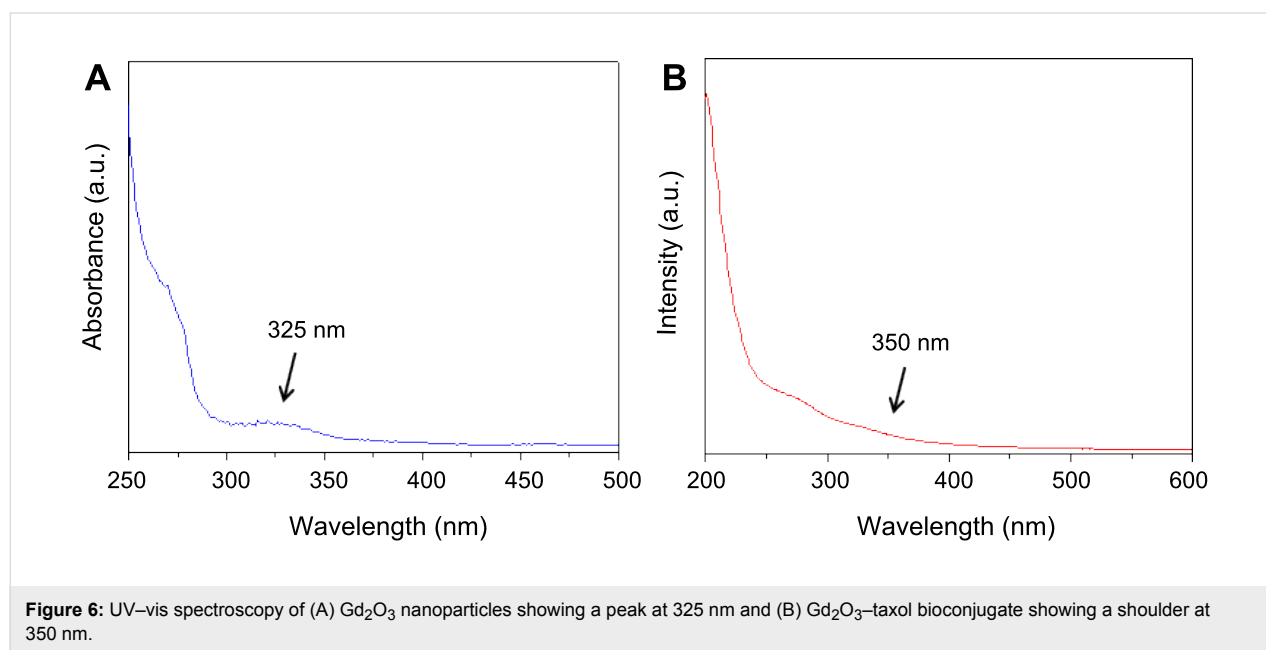 A
Absorbance (a.u.)
325 nm
250 300 350 400 450 500
Wavelength (nm)
B
Intensity (a.u.)
350 nm
200 300 400 500 600
Wavelength (nm)
Figure 6: UV–vis spectroscopy of (A) Gd₂O₃ nanoparticles showing a peak at 325 nm and (B) Gd₂O₃–taxol bioconjugate showing a shoulder at
350 nm.